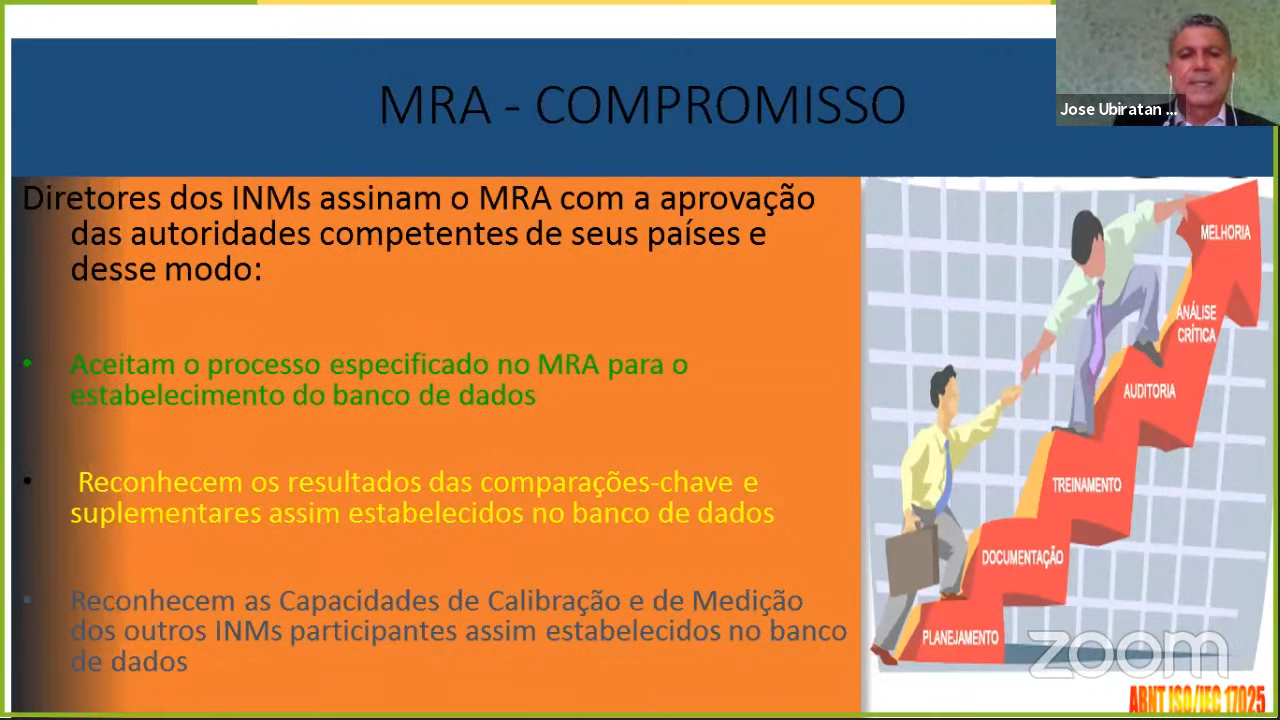 MRA - COMPROMISSO
Jose Ubiratan ...
Diretores dos INMs assinam o MRA com a aprovação
das autoridades competentes de seus países e
desse modo:
• Aceitam o processo especificado no MRA para o
estabelecimento do banco de dados
• Reconhecem os resultados das comparações-chave e
suplementares assim estabelecidos no banco de dados
• Reconhecem as Capacidades de Calibração e de Medição
dos outros INMs participantes assim estabelecidos no banco
de dados
MELHORIA
ANÁLISE
CRÍTICA
AUDITORIA
TREINAMENTO
DOCUMENTAÇÃO
PLANEJAMENTO
zoom
ABNT ISO/IEC 17025